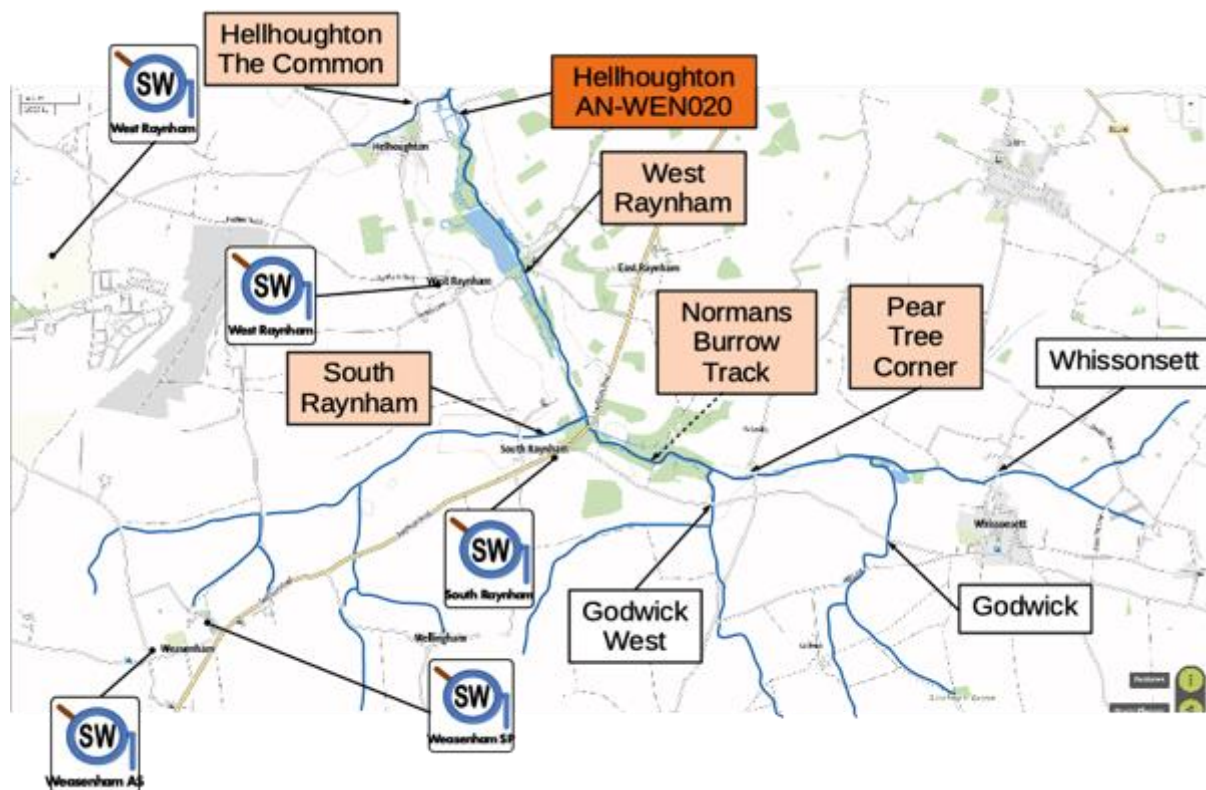 Hellhoughton
The Common
SW
West Raynham
Hellhoughton
AN-WEN020
Helhoughton
West
Raynham
SW
West Raynham
West Raynham
East Raynham
Normans
Burrow
Track
Pear
Tree
Corner
Whissonsett
South
Raynham
South Raynham
SW
South Raynham
Whissonsett
Godwick
West
Godwick
Wellingham
Weasenham
SW
Weasenham SP
SW
Weasenham AS